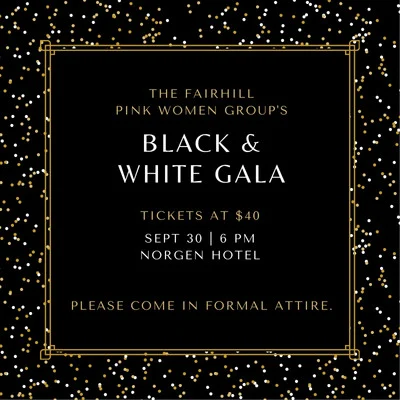 THE FAIRHILL
PINK WOMEN GROUP'S
BLACK &
WHITE GALA
TICKETS AT $40
SEPT 30 | 6 PM
NORGEN HOTEL
PLEASE COME IN FORMAL ATTIRE.